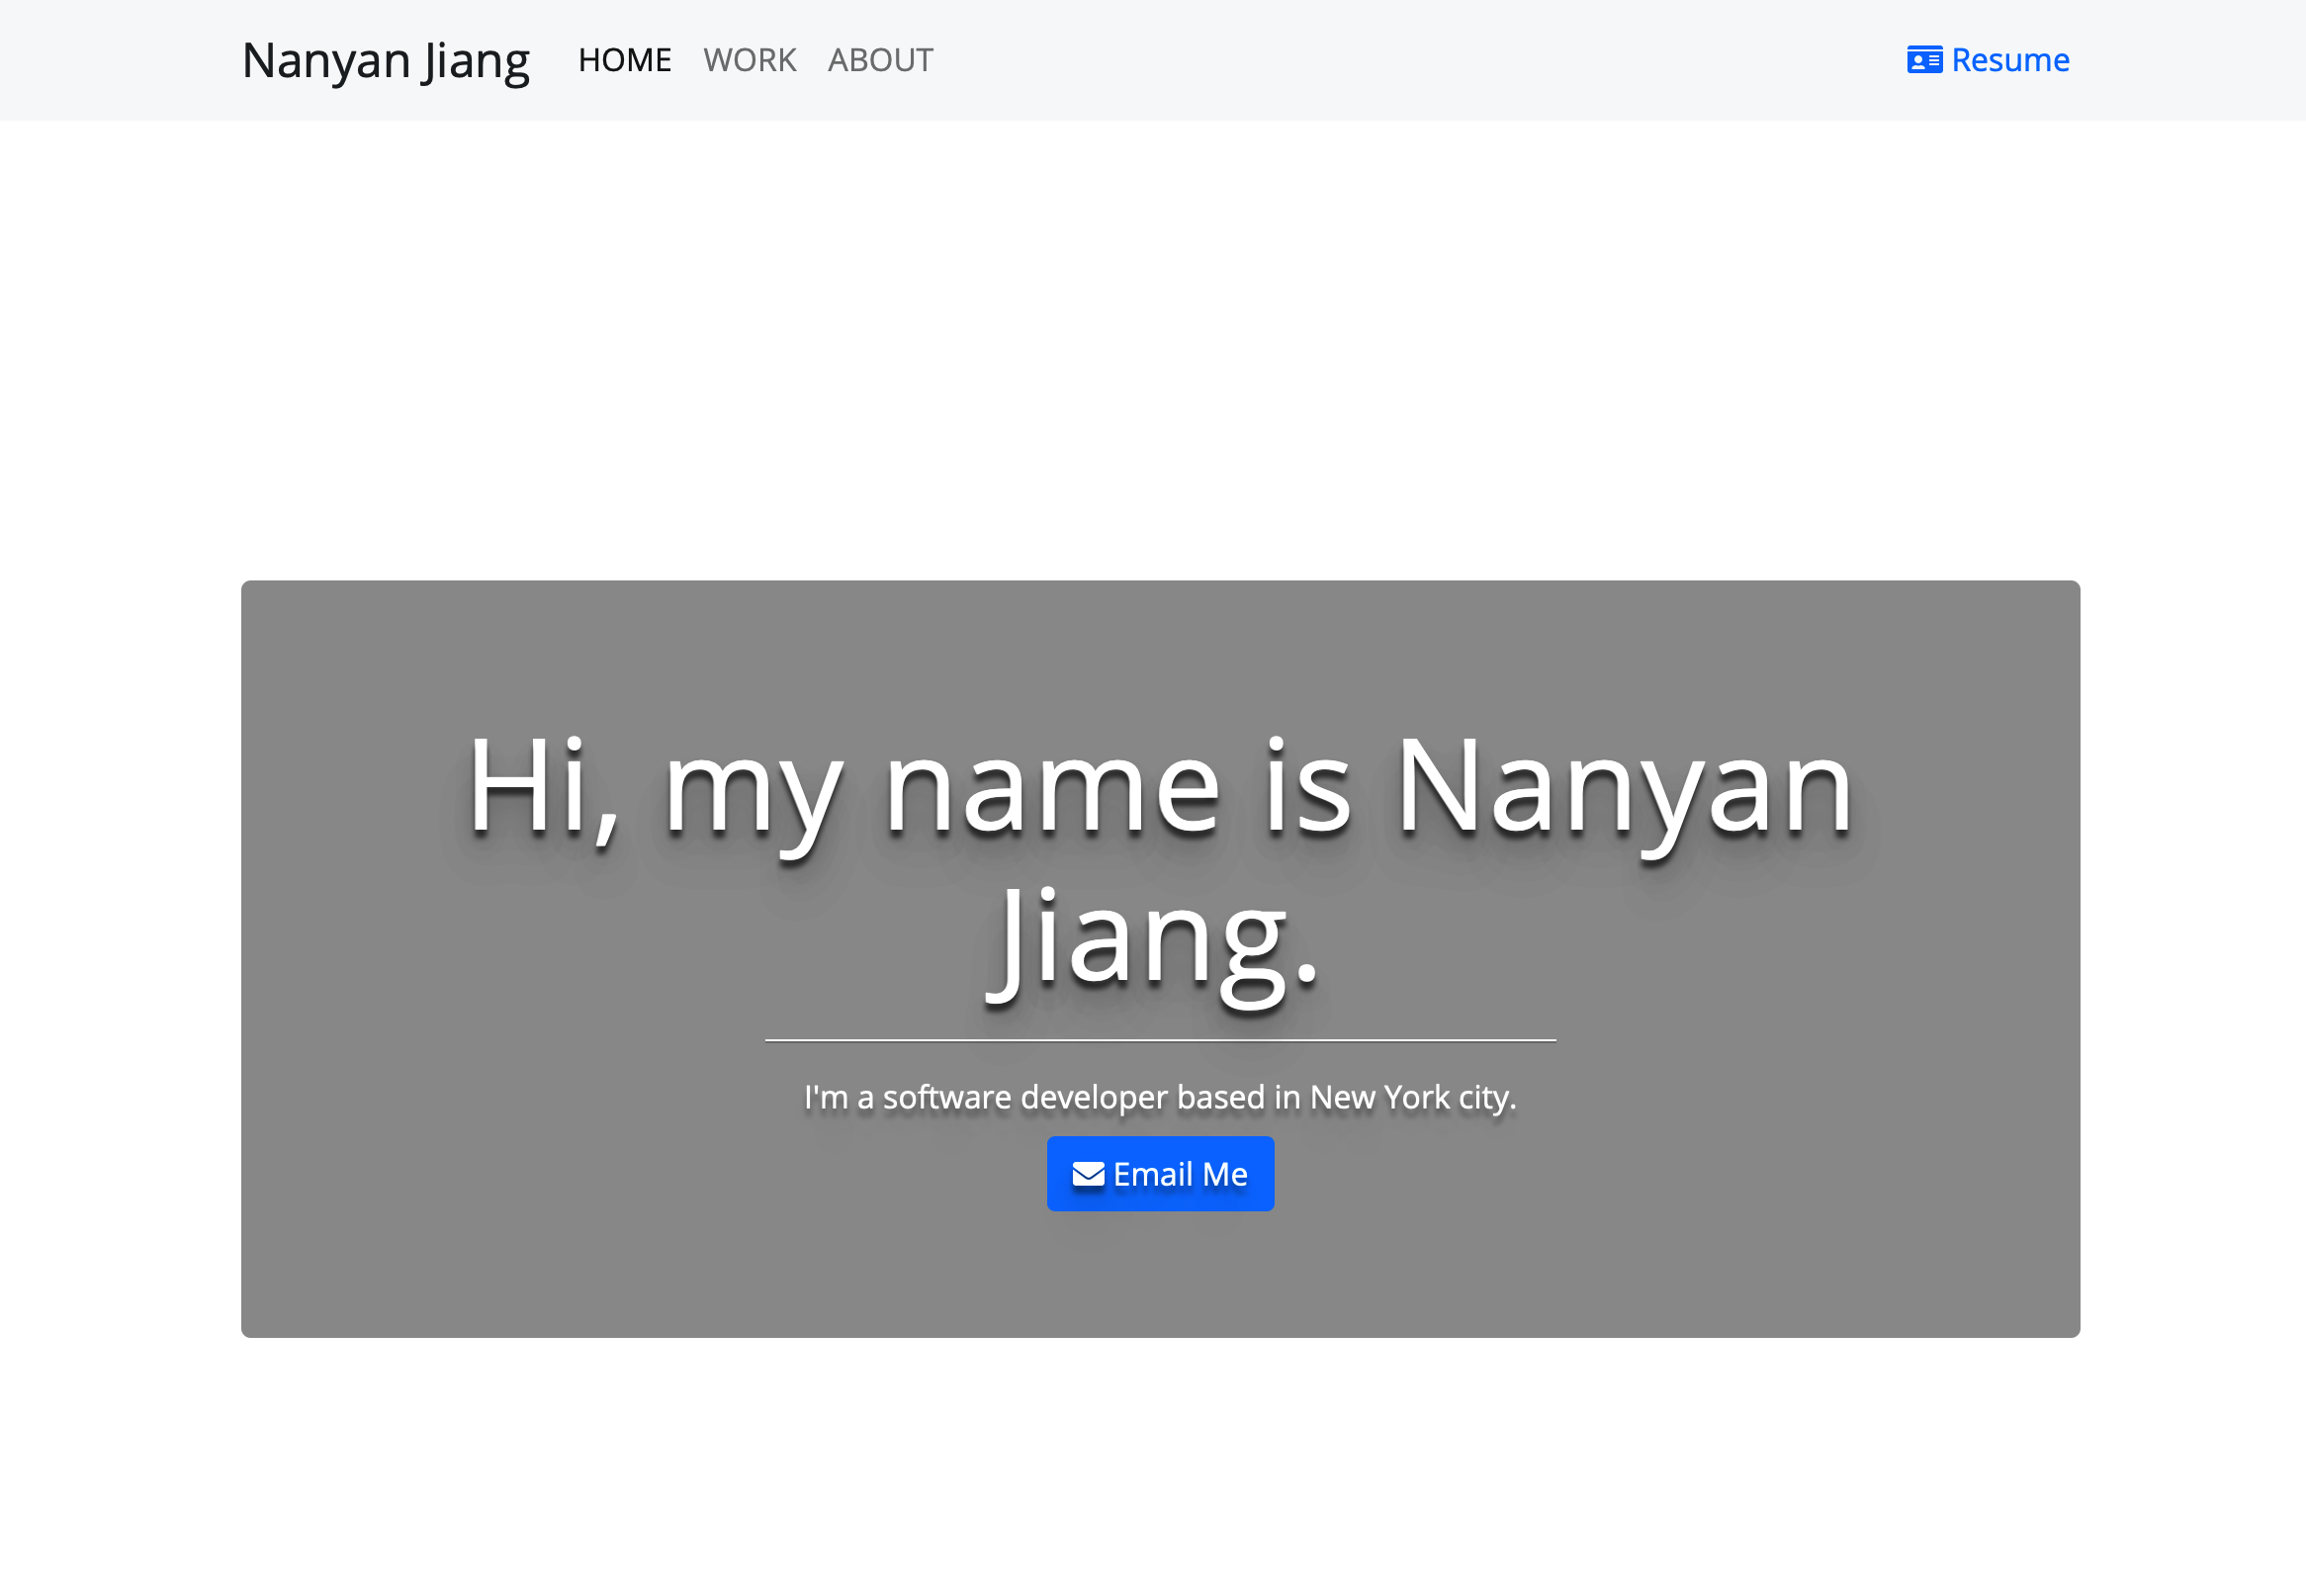 Nanyan Jiang HOME WORK ABOUT Resume
Hi, my name is Nanyan
Jiang.
I'm a software developer based in New York city.
Email Me